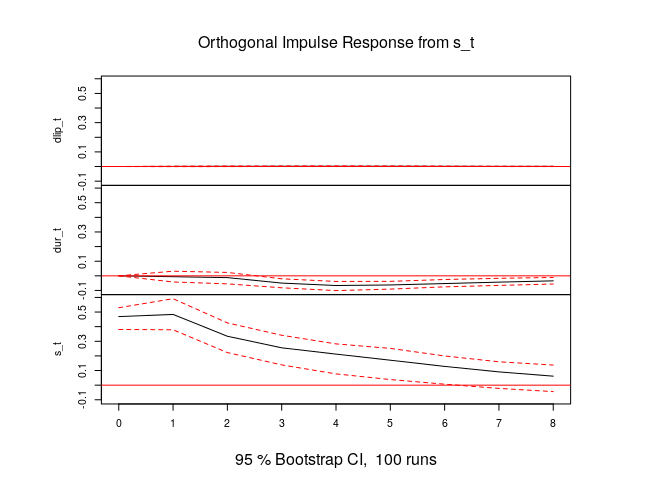 Orthogonal Impulse Response from s_t
dlip_t
-0.1 0.1 0.3 0.5
dur_t
-0.1 0.1 0.3 0.5
s_t
-0.1 0.1 0.3 0.5
0 1 2 3 4 5 6 7 8
95 % Bootstrap CI,  100 runs